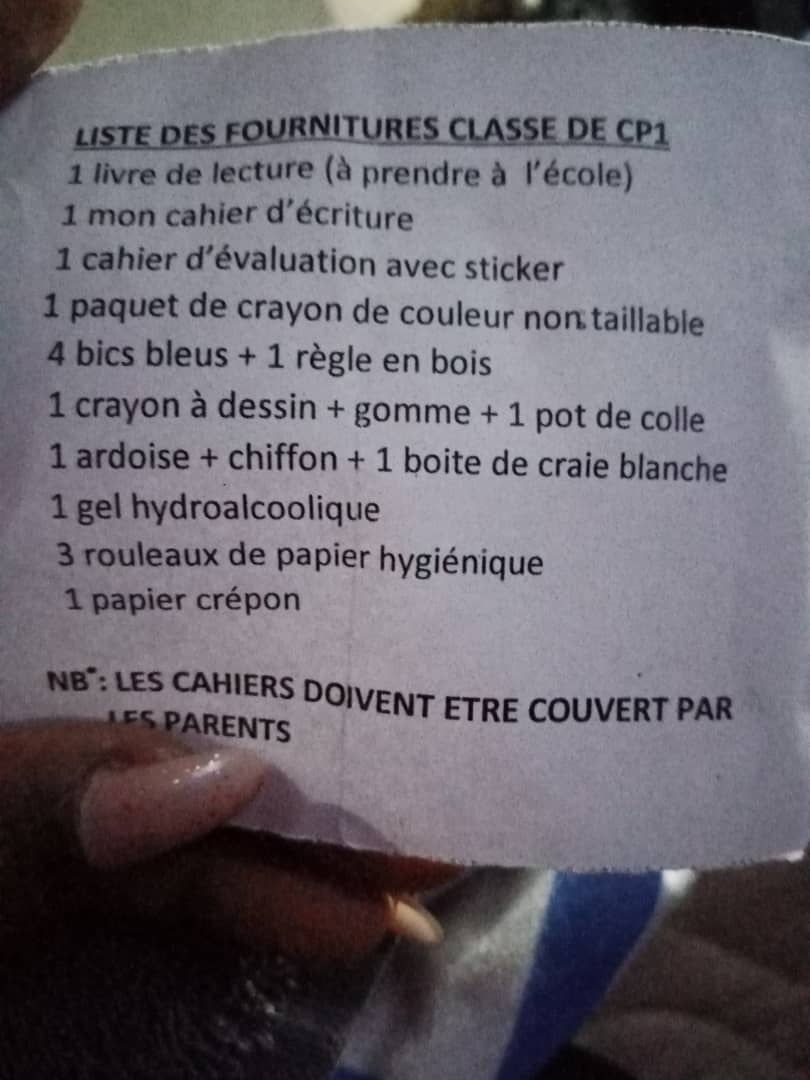 LISTE DES FOURNITURES CLASSE DE CP1
1 livre de lecture (à prendre à l'école)
1 mon cahier d'écriture
1 cahier d'évaluation avec sticker
1 paquet de crayon de couleur non taillable
4 bics bleus + 1 règle en bois
1 crayon à dessin + gomme + 1 pot de colle
1 ardoise + chiffon + 1 boite de craie blanche
1 gel hydroalcoolique
3 rouleaux de papier hygiénique
1 papier crépon
NB*: LES CAHIERS DOIVENT ETRE COUVERT PAR
LES PARENTS